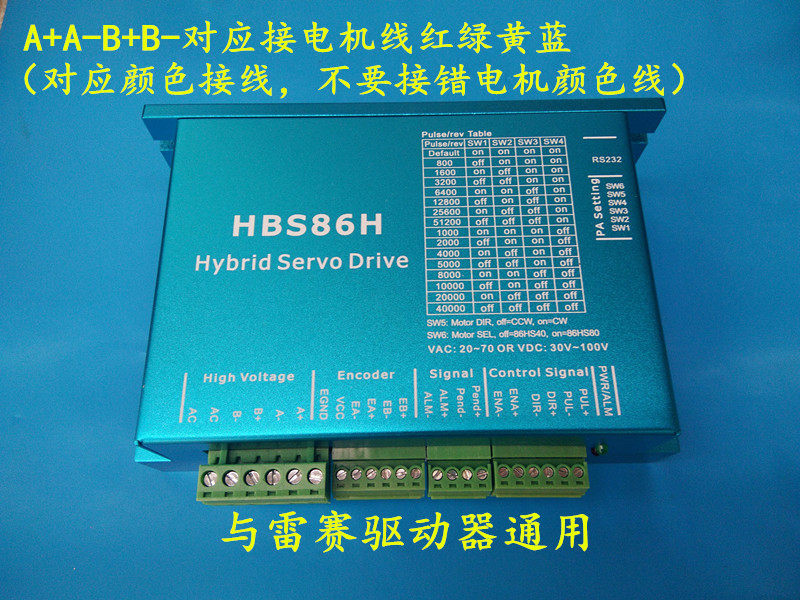 A+A-B+B-对应接电机线红绿黄蓝
(对应颜色接线，不要接错电机颜色线)
HBS86H
Hybrid Servo Drive
Pulse/rev Table
Pulse/rev SW1 SW2 SW3 SW4
Default on on on on
800 off on on on
1600 on off on on
3200 off off on on
6400 on on off on
12800 off on off on
25600 on off off on
51200 off off off on
1000 on on on off
2000 off on on off
4000 on off on off
5000 off off on off
8000 on on off off
10000 off on off off
20000 on off off off
40000 off off off off
SW5: Motor DIR, off=CCW, on=CW
SW6: Motor SEL, off=86HS40, on=86HS80
VAC: 20~70 OR VDC: 30V~100V
RS232
PA Setting
SW6
SW5
SW4
SW3
SW2
SW1
High Voltage
AC
AC
B-
B+
A-
A+
Encoder
EGND
VCC
EA-
EA+
EB-
EB+
Signal
ALM-
ALM+
Pend-
Pend+
Control Signal
ENA-
ENA+
DIR-
DIR+
PUL-
PUL+
PWR/ALM
与雷赛驱动器通用